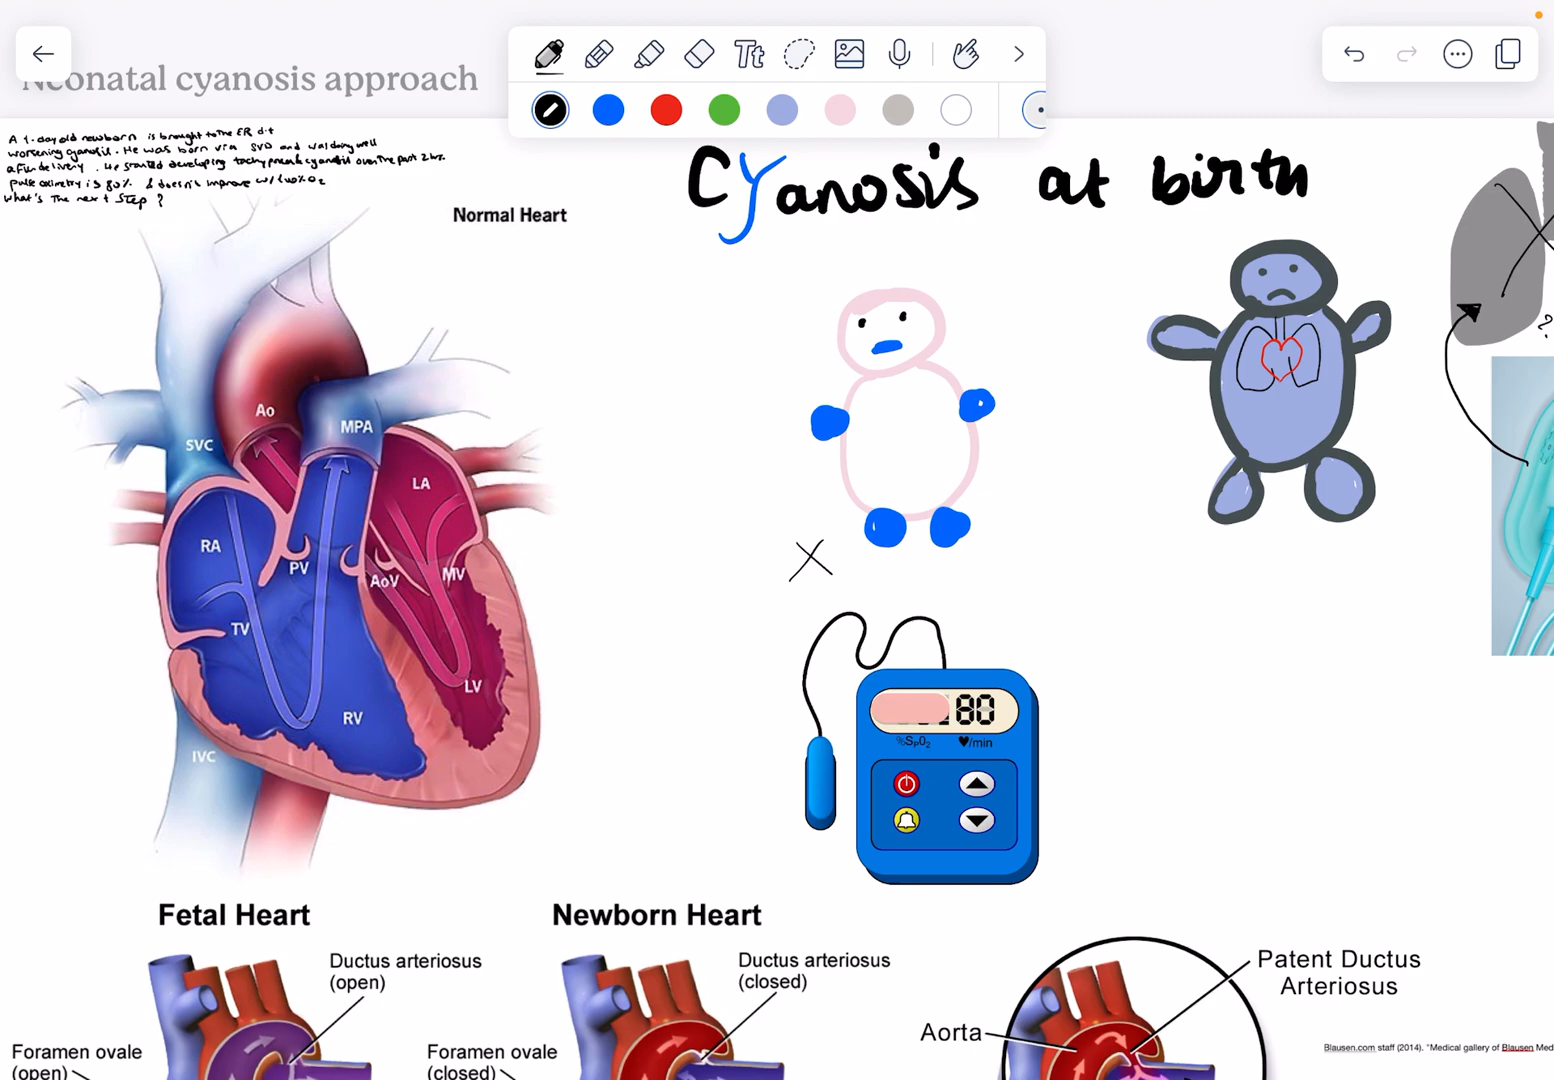 Neonatal cyanosis approach
Tt
A 1-day old newborn is brought to the ER d.t
worsening cyanosis. He was born via SVD and was doing well
after delivery. He started developing tachypnea & cyanosis over the past 2 hrs.
pulse oximetry is 80% & doesn't improve w/ 100% O2
what's the next step ?
Cyanosis at birth
Normal Heart
Ao
MPA
SVC
LA
RA
PV
AoV
MV
TV
LV
RV
IVC
?
80
%SpO2 ♥/min
Fetal Heart
Newborn Heart
Ductus arteriosus
(open)
Ductus arteriosus
(closed)
Patent Ductus
Arteriosus
Aorta
Foramen ovale
(open)
Foramen ovale
(closed)
Blausen.com staff (2014). "Medical gallery of Blausen Med